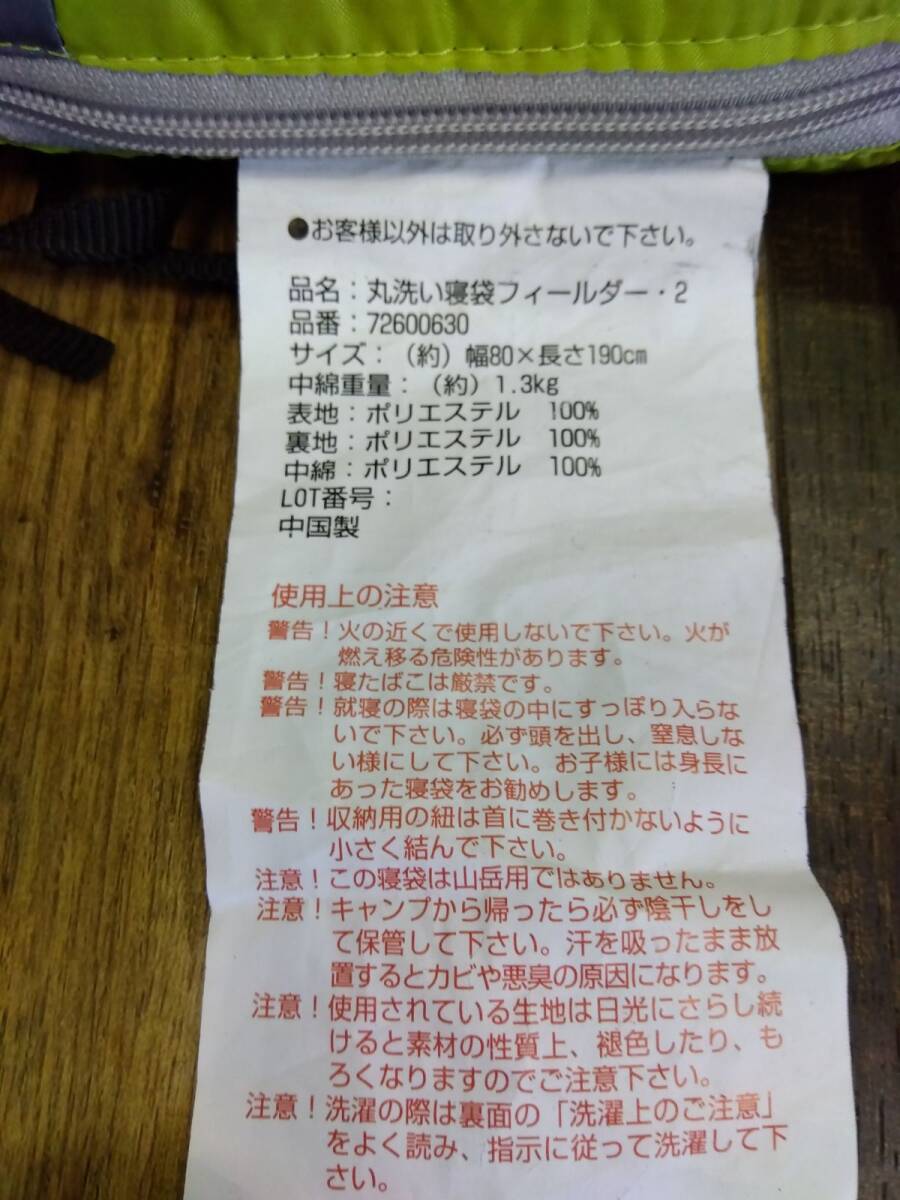 ●お客様以外は取り外さないで下さい。
品名：丸洗い寝袋フィールダー・2
品番：72600630
サイズ：（約）幅80×長さ190cm
中綿重量：（約）1.3kg
表地：ポリエステル　100%
裏地：ポリエステル　100%
中綿：ポリエステル　100%
LOT番号：
中国製
使用上の注意
警告！火の近くで使用しないで下さい。火が
燃え移る危険性があります。
警告！寝たばこは厳禁です。
警告！就寝の際は寝袋の中にすっぽり入らな
いで下さい。必ず頭を出し、窒息しな
い様にして下さい。お子様には身長に
あった寝袋をお勧めします。
警告！収納用の紐は首に巻き付かないように
小さく結んで下さい。
注意！この寝袋は山岳用ではありません。
注意！キャンプから帰ったら必ず陰干しをし
て保管して下さい。汗を吸ったまま放
置するとカビや悪臭の原因になります。
注意！使用されている生地は日光にさらし続
けると素材の性質上、褪色したり、も
ろくなりますのでご注意下さい。
注意！洗濯の際は裏面の「洗濯上のご注意」
をよく読み、指示に従って洗濯して下
さい。